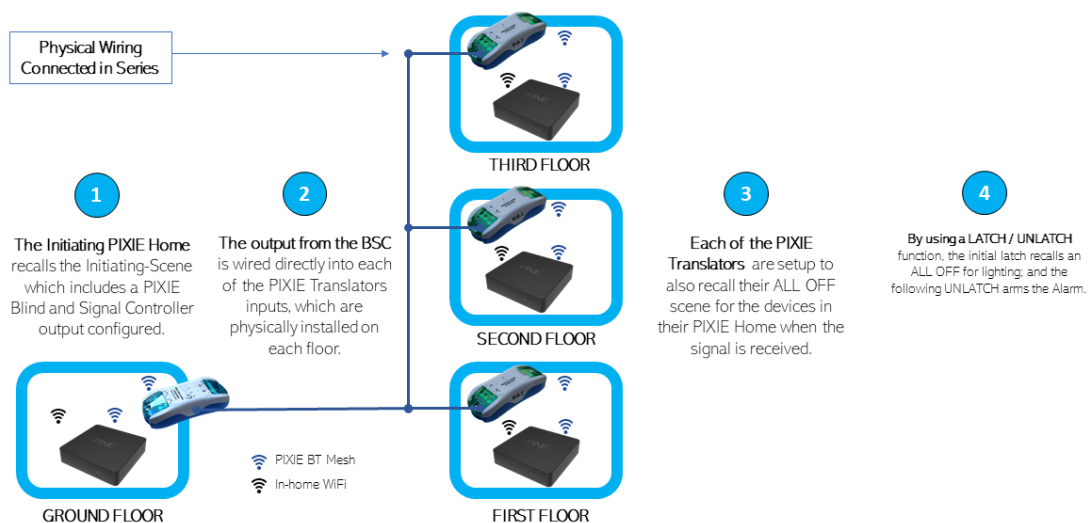 Physical Wiring
Connected in Series
THIRD FLOOR
1
The Initiating PIXIE Home
recalls the Initiating-Scene
which includes a PIXIE
Blind and Signal Controller
output configured.
2
The output from the BSC
is wired directly into each
of the PIXIE Translators
inputs, which are
physically installed on
each floor.
SECOND FLOOR
3
Each of the PIXIE
Translators are setup to
also recall their ALL OFF
scene for the devices in
their PIXIE Home when the
signal is received.
4
By using a LATCH / UNLATCH
function, the initial latch recalls an
ALL OFF for lighting; and the
following UNLATCH arms the Alarm.
PIXIE BT Mesh
In-home WiFi
GROUND FLOOR
FIRST FLOOR